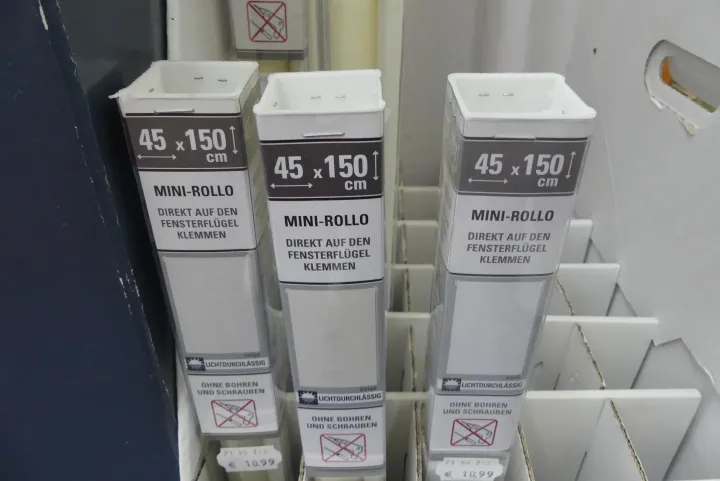 45 x 150
cm
MINI-ROLLO
DIREKT AUF DEN
FENSTERFLÜGEL
KLEMMEN
LICHTDURCHLÄSSIG
OHNE BOHREN
UND SCHRAUBEN
€ 10,99
45 x 150
cm
MINI-ROLLO
DIREKT AUF DEN
FENSTERFLÜGEL
KLEMMEN
LICHTDURCHLÄSSIG
OHNE BOHREN
UND SCHRAUBEN
45 x 150
cm
MINI-ROLLO
DIREKT AUF DEN
FENSTERFLÜGEL
KLEMMEN
LICHTDURCHLÄSSIG
OHNE BOHREN
UND SCHRAUBEN
€ 10,99